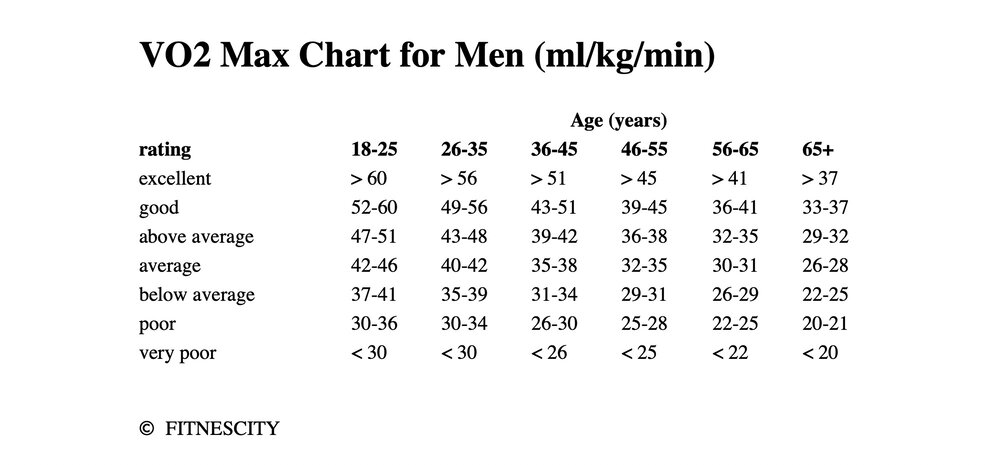 VO2 Max Chart for Men (ml/kg/min)
Age (years)
rating 18-25 26-35 36-45 46-55 56-65 65+
excellent > 60 > 56 > 51 > 45 > 41 > 37
good 52-60 49-56 43-51 39-45 36-41 33-37
above average 47-51 43-48 39-42 36-38 32-35 29-32
average 42-46 40-42 35-38 32-35 30-31 26-28
below average 37-41 35-39 31-34 29-31 26-29 22-25
poor 30-36 30-34 26-30 25-28 22-25 20-21
very poor < 30 < 30 < 26 < 25 < 22 < 20
© FITNESCITY